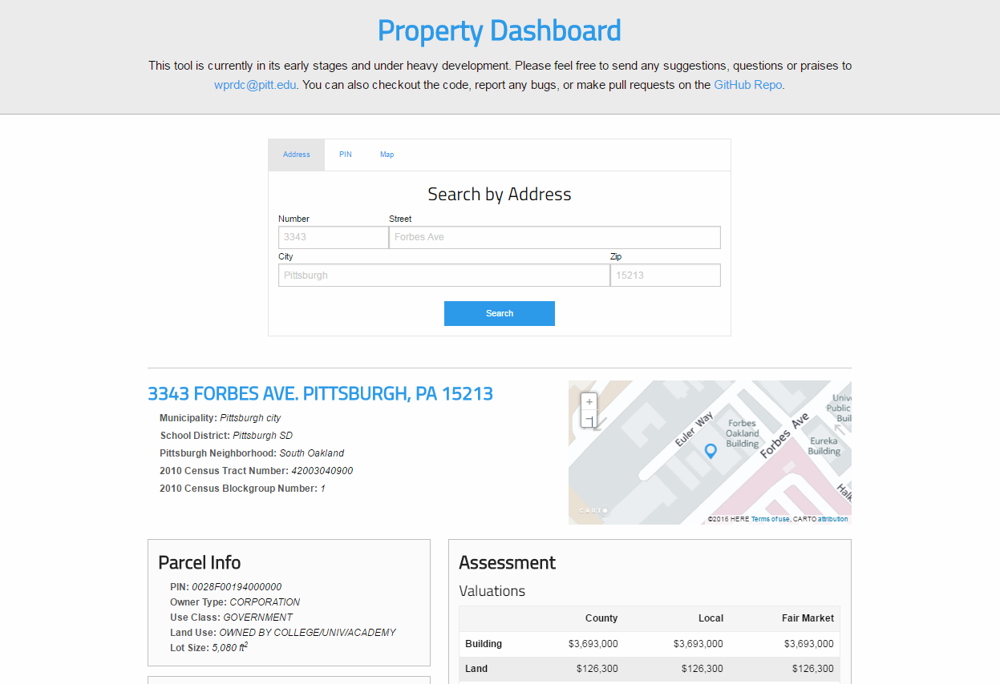 Property Dashboard
This tool is currently in its early stages and under heavy development. Please feel free to send any suggestions, questions or praises to
wprdc@pitt.edu. You can also checkout the code, report any bugs, or make pull requests on the GitHub Repo.
Address PIN Map
Search by Address
Number Street
3343 Forbes Ave
City Zip
Pittsburgh 15213
Search
3343 FORBES AVE. PITTSBURGH, PA 15213
Municipality: Pittsburgh city
School District: Pittsburgh SD
Pittsburgh Neighborhood: South Oakland
2010 Census Tract Number: 42003040900
2010 Census Blockgroup Number: 1
+
−
Euler Way
Forbes
Oakland
Building
Forbes Ave
Univ
Public
Buil
Eureka
Building
Halk
CARTO
©2016 HERE Terms of use, CARTO attribution
Parcel Info
PIN: 0028F00194000000
Owner Type: CORPORATION
Use Class: GOVERNMENT
Land Use: OWNED BY COLLEGE/UNIV/ACADEMY
Lot Size: 5,080 ft²
Assessment
Valuations
County Local Fair Market
Building $3,693,000 $3,693,000 $3,693,000
Land $126,300 $126,300 $126,300